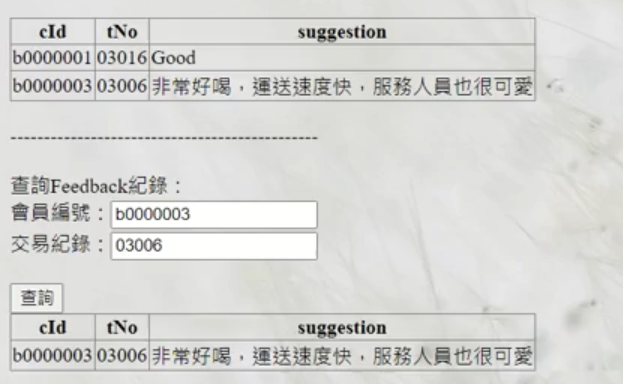 cId tNo suggestion
b0000001 03016 Good
b0000003 03006 非常好喝，運送速度快，服務人員也很可愛
----------------------------------------------
查詢Feedback紀錄：
會員編號： b0000003
交易紀錄： 03006
查詢
cId tNo suggestion
b0000003 03006 非常好喝，運送速度快，服務人員也很可愛